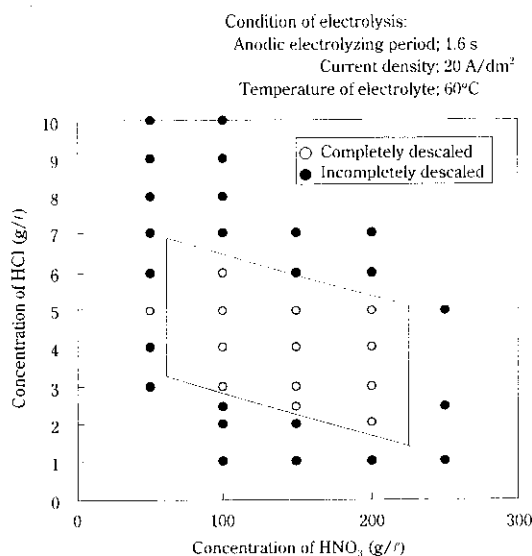 Condition of electrolysis:
Anodic electrolyzing period; 1.6 s
Current density; 20 A/dm²
Temperature of electrolyte; 60°C
10
9
8
7
6
5
4
3
2
1
0
Concentration of HCl (g/ℓ)
○ Completely descaled
● Incompletely descaled
0
100
200
300
Concentration of HNO₃ (g/ℓ)